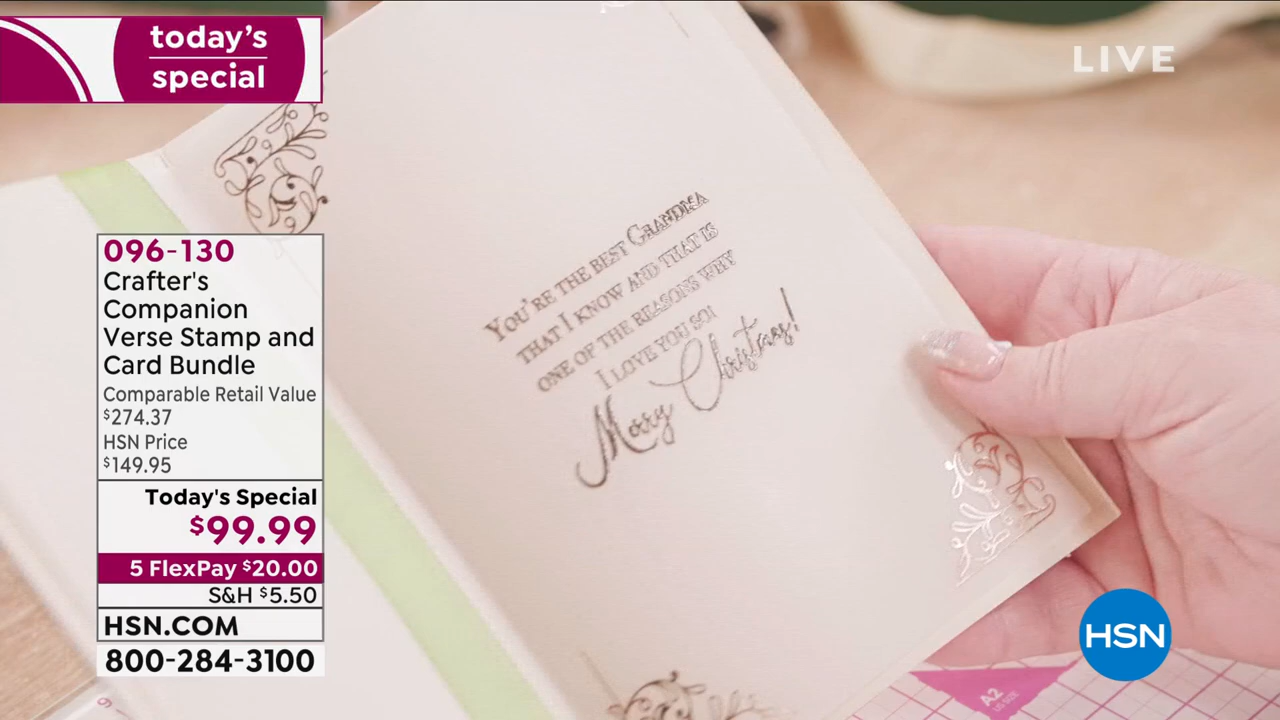 today's
special
LIVE
096-130
Crafter's
Companion
Verse Stamp and
Card Bundle
Comparable Retail Value
$274.37
HSN Price
$149.95
Today's Special
$99.99
5 FlexPay $20.00
S&H $5.50
HSN.COM
800-284-3100
You're the best Grandma
that I know and that is
one of the reasons why
I love you so!
Merry Christmas!
HSN
A2
US SIZE
9